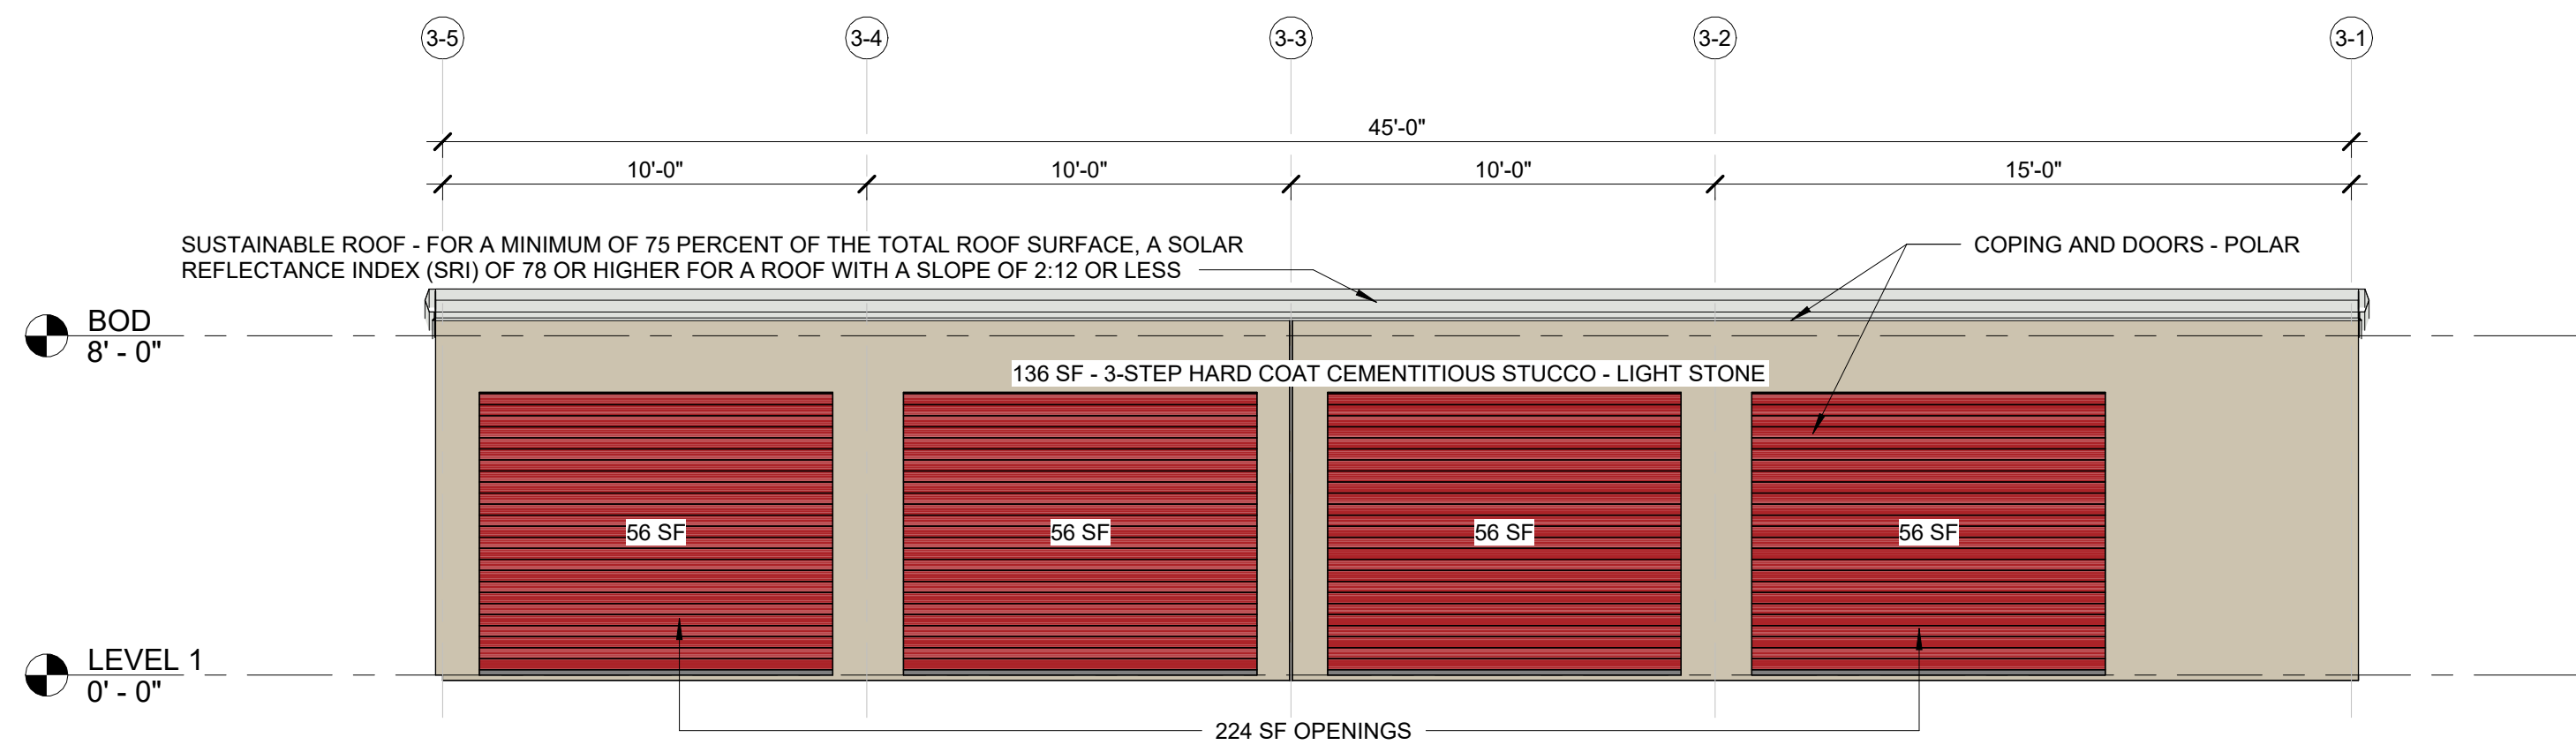 3-5
3-4
3-3
3-2
3-1
45'-0"
10'-0"
10'-0"
10'-0"
15'-0"
SUSTAINABLE ROOF - FOR A MINIMUM OF 75 PERCENT OF THE TOTAL ROOF SURFACE, A SOLAR
REFLECTANCE INDEX (SRI) OF 78 OR HIGHER FOR A ROOF WITH A SLOPE OF 2:12 OR LESS
COPING AND DOORS - POLAR
BOD
8' - 0"
136 SF - 3-STEP HARD COAT CEMENTITIOUS STUCCO - LIGHT STONE
56 SF
56 SF
56 SF
56 SF
LEVEL 1
0' - 0"
224 SF OPENINGS